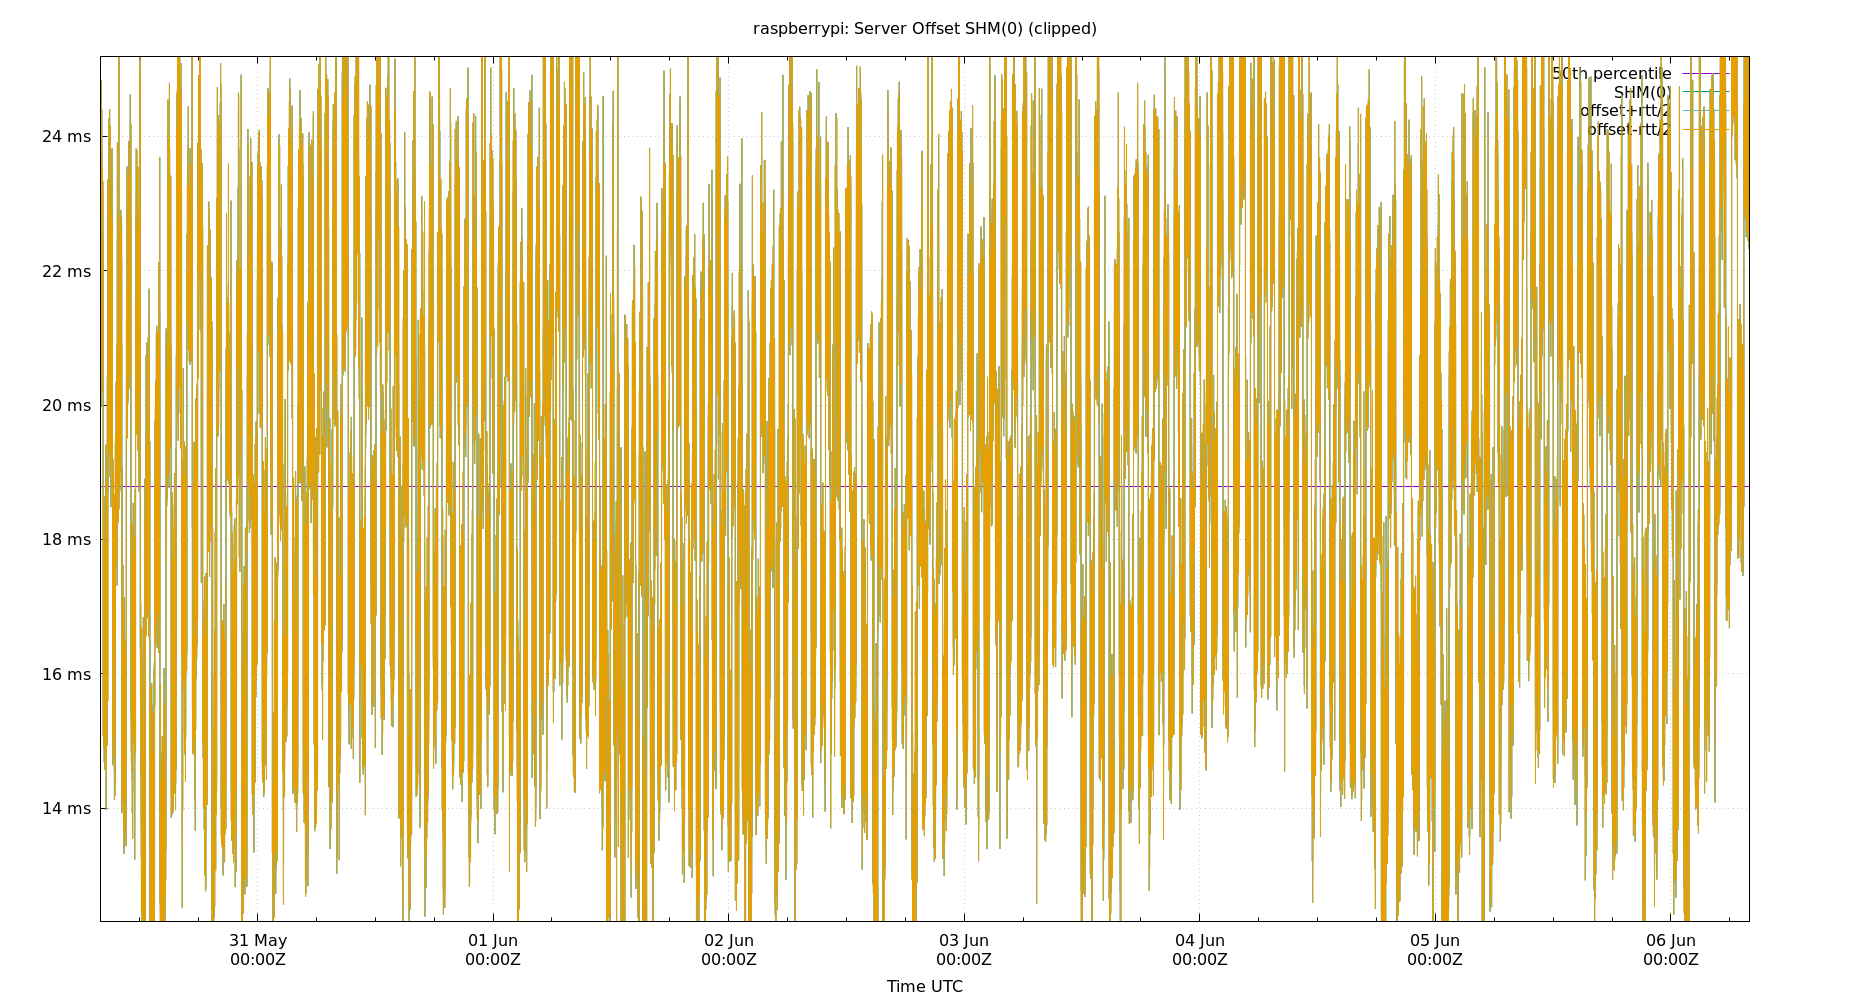 raspberrypi: Server Offset SHM(0) (clipped)
50th percentile
SHM(0)
offset+rtt/2
offset-rtt/2
24 ms
22 ms
20 ms
18 ms
16 ms
14 ms
31 May 01 Jun 02 Jun 03 Jun 04 Jun 05 Jun 06 Jun
00:00Z 00:00Z 00:00Z 00:00Z 00:00Z 00:00Z 00:00Z
Time UTC